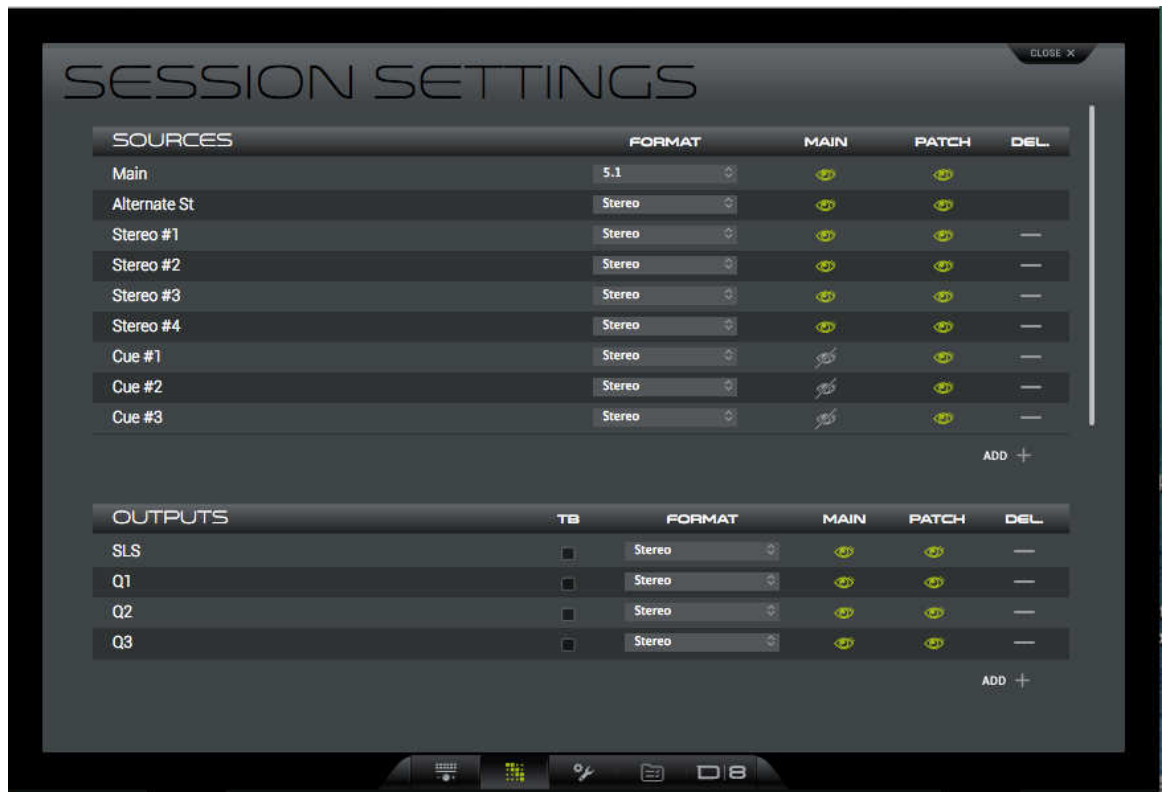 CLOSE X
SESSION SETTINGS
SOURCES FORMAT MAIN PATCH DEL.
Main 5.1
Alternate St Stereo
Stereo #1 Stereo
Stereo #2 Stereo
Stereo #3 Stereo
Stereo #4 Stereo
Cue #1 Stereo
Cue #2 Stereo
Cue #3 Stereo
ADD +
OUTPUTS TB FORMAT MAIN PATCH DEL.
SLS Stereo
Q1 Stereo
Q2 Stereo
Q3 Stereo
ADD +
D|8